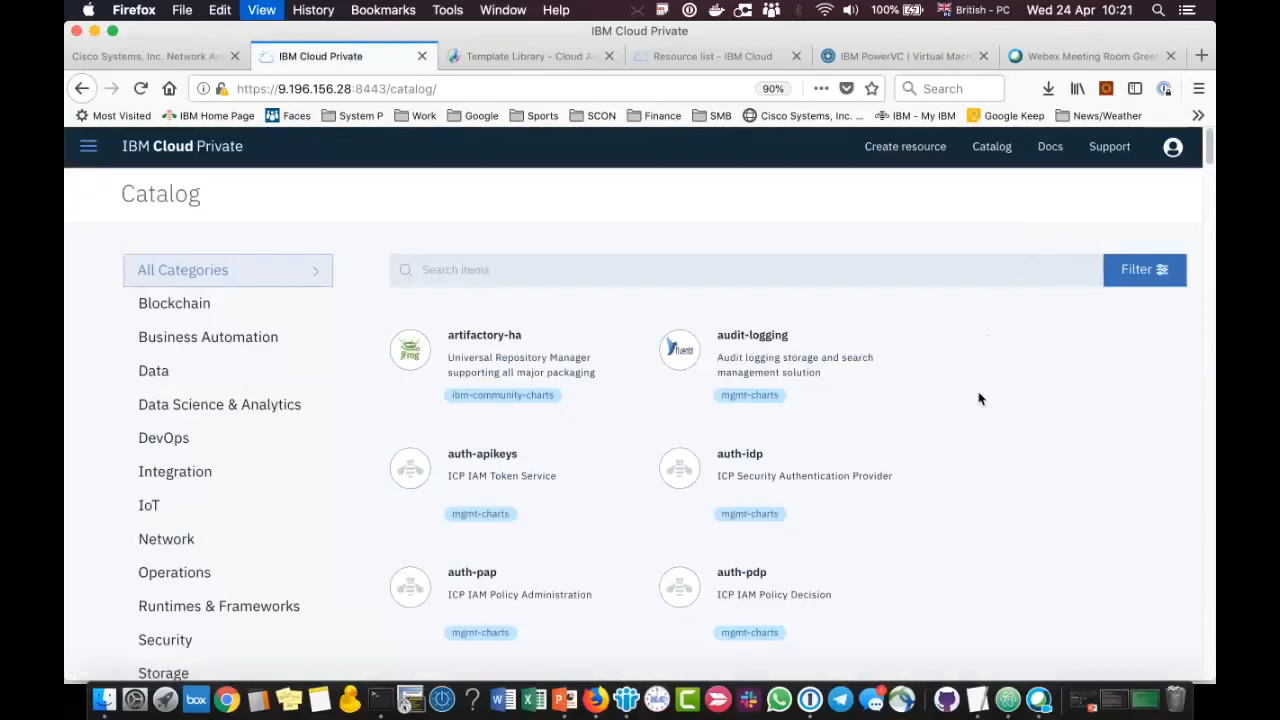 Firefox File Edit View History Bookmarks Tools Window Help 100% British - PC Wed 24 Apr 10:21
IBM Cloud Private
Cisco Systems, Inc. Network Ac IBM Cloud Private Template Library - Cloud A Resource list - IBM Cloud IBM PowerVC | Virtual Mach Webex Meeting Room Green
https://9.196.156.28:8443/catalog/ 90% Search
Most Visited IBM Home Page Faces System P Work Google Sports SCON Finance SMB Cisco Systems, Inc. ... IBM - My IBM Google Keep News/Weather
IBM Cloud Private Create resource Catalog Docs Support
Catalog
All Categories
Blockchain
Business Automation
Data
Data Science & Analytics
DevOps
Integration
IoT
Network
Operations
Runtimes & Frameworks
Security
Storage
Search items Filter
artifactory-ha
Universal Repository Manager
supporting all major packaging
ibm-community-charts
audit-logging
Audit logging storage and search
management solution
mgmt-charts
auth-apikeys
ICP IAM Token Service
mgmt-charts
auth-idp
ICP Security Authentication Provider
mgmt-charts
auth-pap
ICP IAM Policy Administration
mgmt-charts
auth-pdp
ICP IAM Policy Decision
mgmt-charts
JFrog
fluentd
box